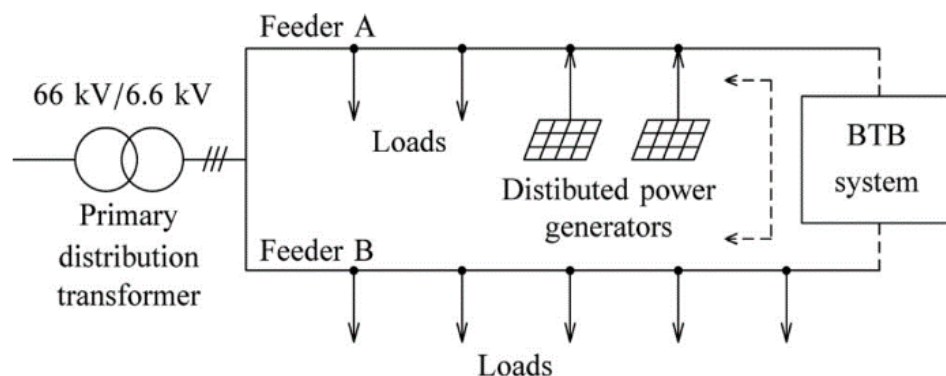 Feeder A
66 kV/6.6 kV
Loads
BTB
system
Distibuted power
generators
Primary
distribution
transformer
Feeder B
Loads